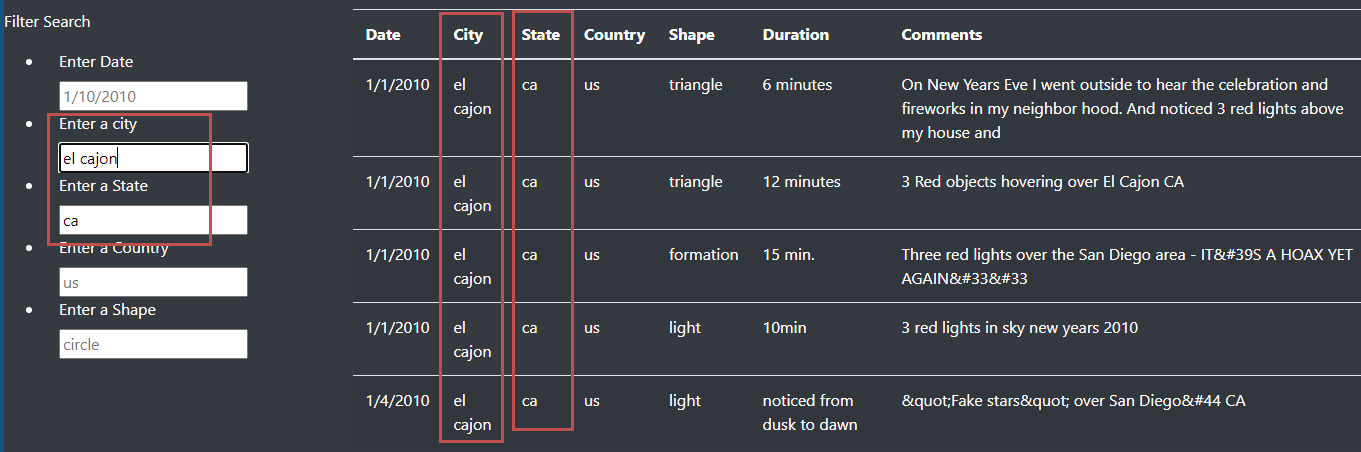 Filter Search
Enter Date
1/10/2010
Enter a city
el cajon
Enter a State
ca
Enter a Country
us
Enter a Shape
circle
Date City State Country Shape Duration Comments
1/1/2010 el ca us triangle 6 minutes On New Years Eve I went outside to hear the celebration and
cajon fireworks in my neighbor hood. And noticed 3 red lights above
my house and
1/1/2010 el ca us triangle 12 minutes 3 Red objects hovering over El Cajon CA
cajon
1/1/2010 el ca us formation 15 min. Three red lights over the San Diego area - IT&#39S A HOAX YET
cajon AGAIN&#33&#33
1/1/2010 el ca us light 10min 3 red lights in sky new years 2010
cajon
1/4/2010 el ca us light noticed from &quot;Fake stars&quot; over San Diego&#44 CA
cajon dusk to dawn